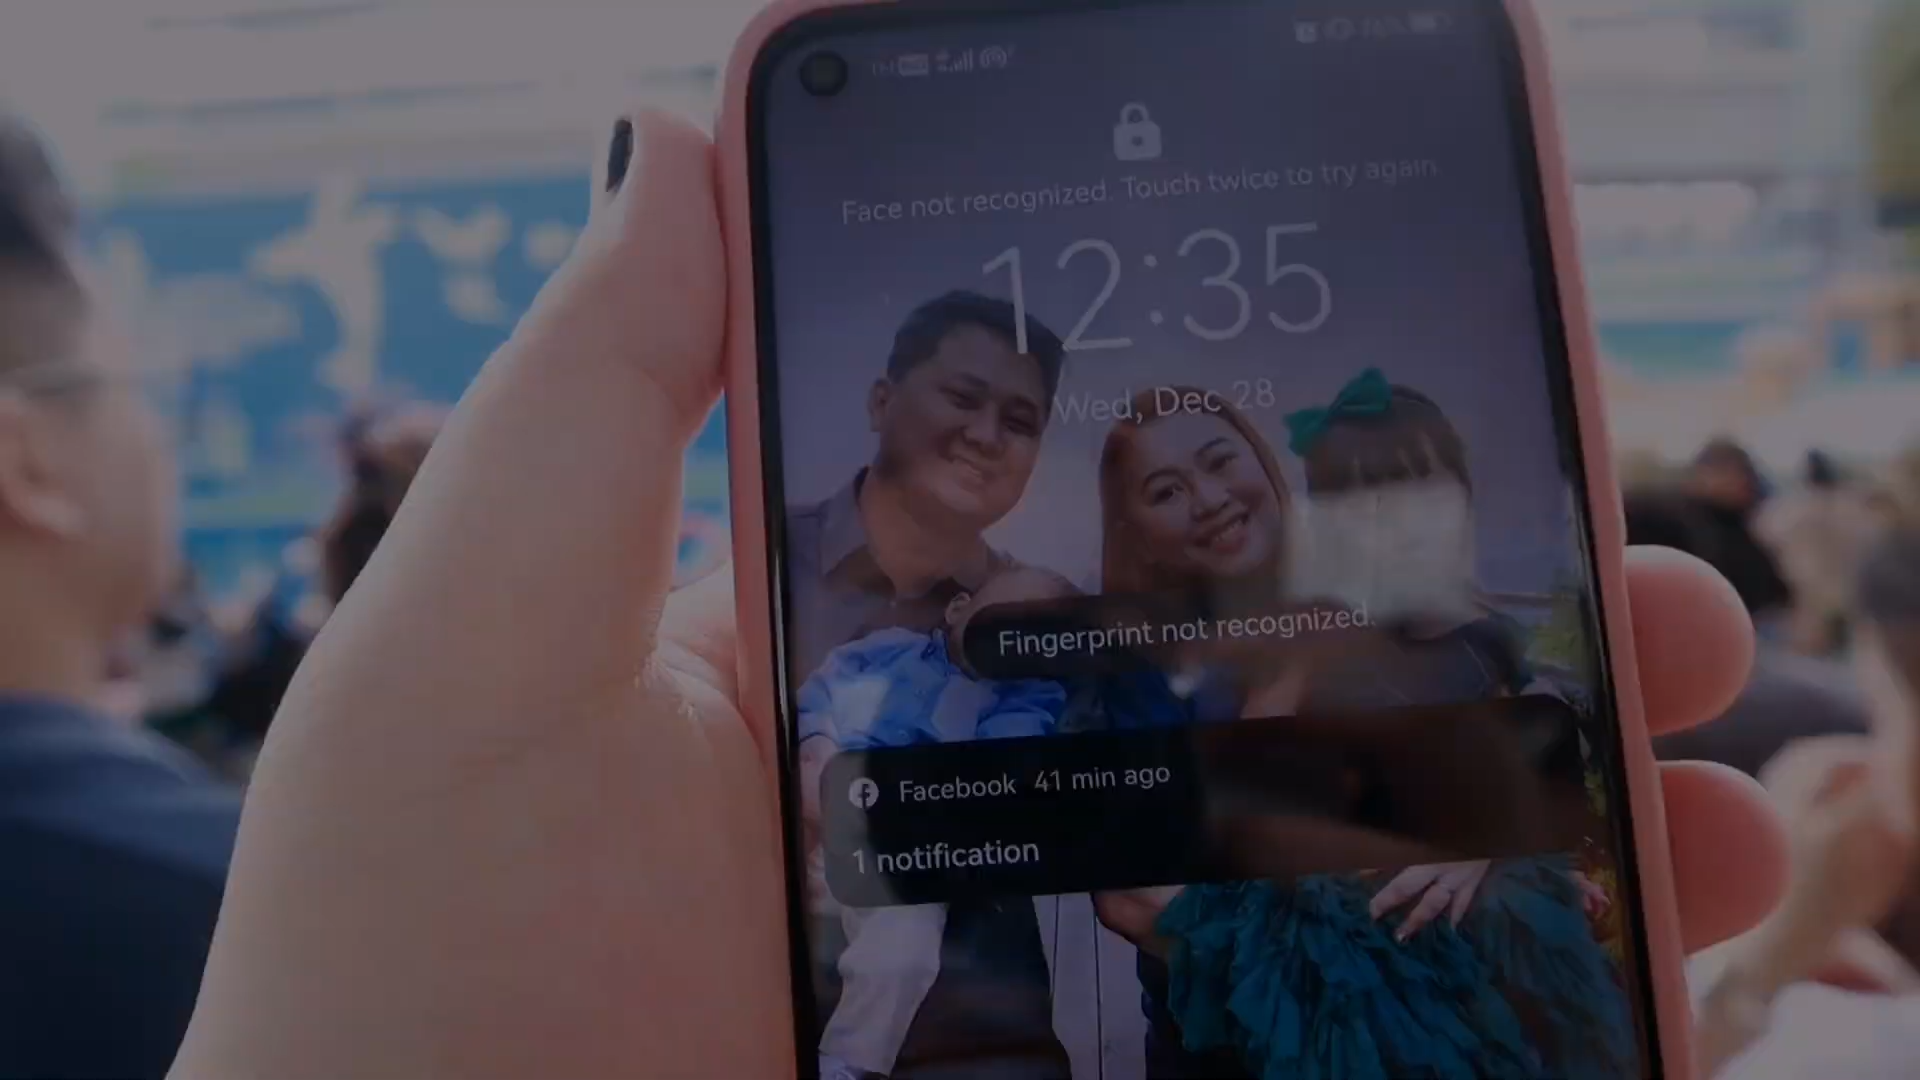 Face not recognized. Touch twice to try again.
12:35
Wed, Dec 28
Fingerprint not recognized.
Facebook 41 min ago
1 notification